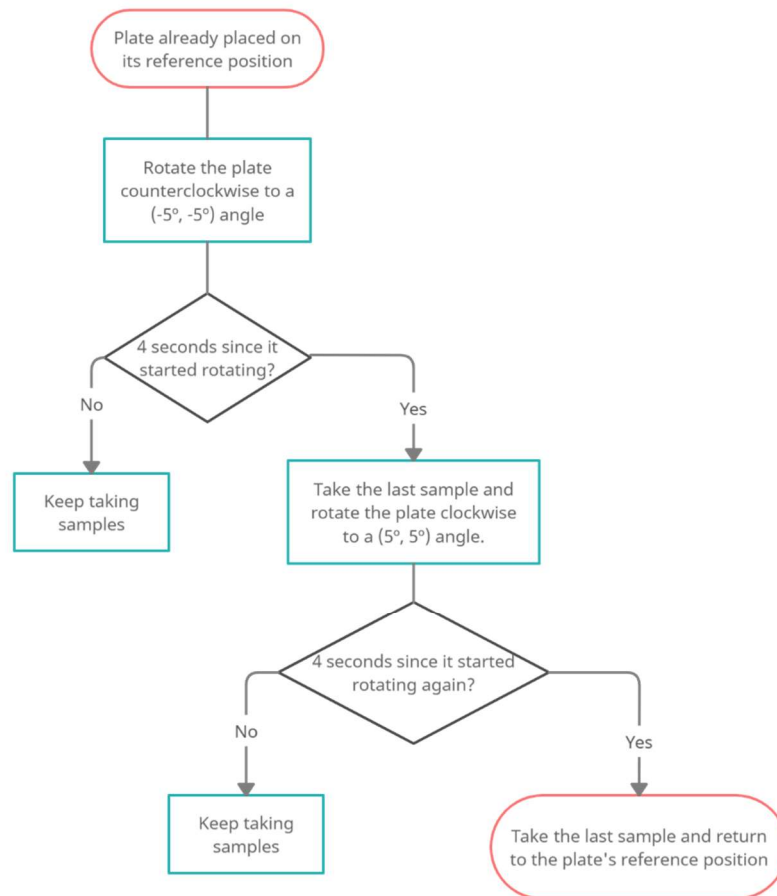 Plate already placed on
its reference position
Rotate the plate
counterclockwise to a
(-5º, -5º) angle
4 seconds since it
started rotating?
No
Yes
Keep taking
samples
Take the last sample and
rotate the plate clockwise
to a (5º, 5º) angle.
4 seconds since it started
rotating again?
No
Yes
Keep taking
samples
Take the last sample and return
to the plate's reference position